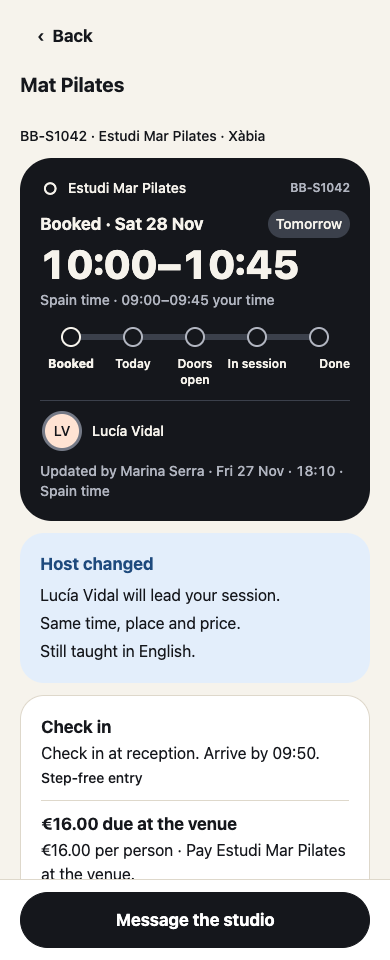 ‹ Back
Mat Pilates
BB-S1042 · Estudi Mar Pilates · Xàbia
Estudi Mar Pilates BB-S1042
Booked · Sat 28 Nov Tomorrow
10:00–10:45
Spain time · 09:00–09:45 your time
Booked Today Doors open In session Done
LV Lucía Vidal
Updated by Marina Serra · Fri 27 Nov · 18:10 ·
Spain time
Host changed
Lucía Vidal will lead your session.
Same time, place and price.
Still taught in English.
Check in
Check in at reception. Arrive by 09:50.
Step-free entry
€16.00 due at the venue
€16.00 per person · Pay Estudi Mar Pilates
at the venue.
Message the studio